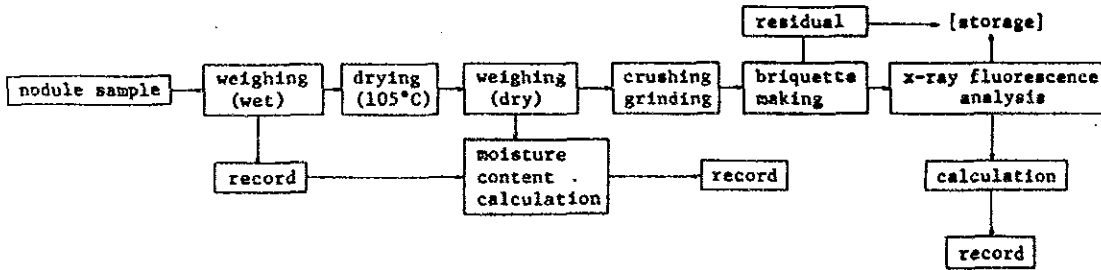 residual
[storage]
nodule sample
weighing
(wet)
drying
(105°C)
weighing
(dry)
crushing
grinding
briquette
making
x-ray fluorescence
analysis
record
moisture
content
calculation
record
calculation
record